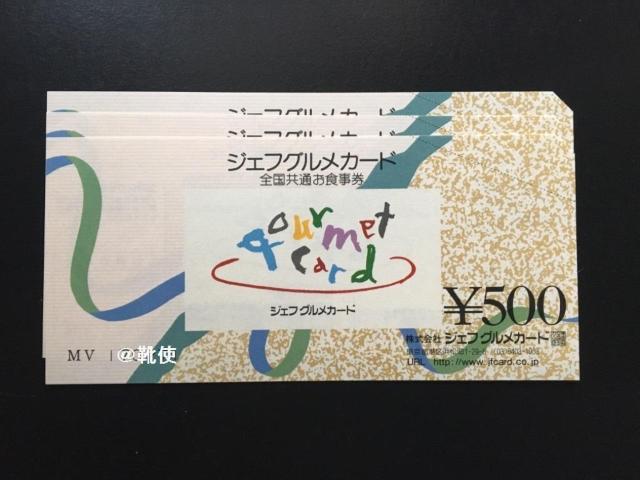 ジェフグルメカード
ジェフグルメカード
ジェフグルメカード
全国共通お食事券
gourmet
card
ジェフグルメカード
¥500
株式会社 ジェフグルメカード
URL http://www.jfcard.co.jp
MV
@靴使